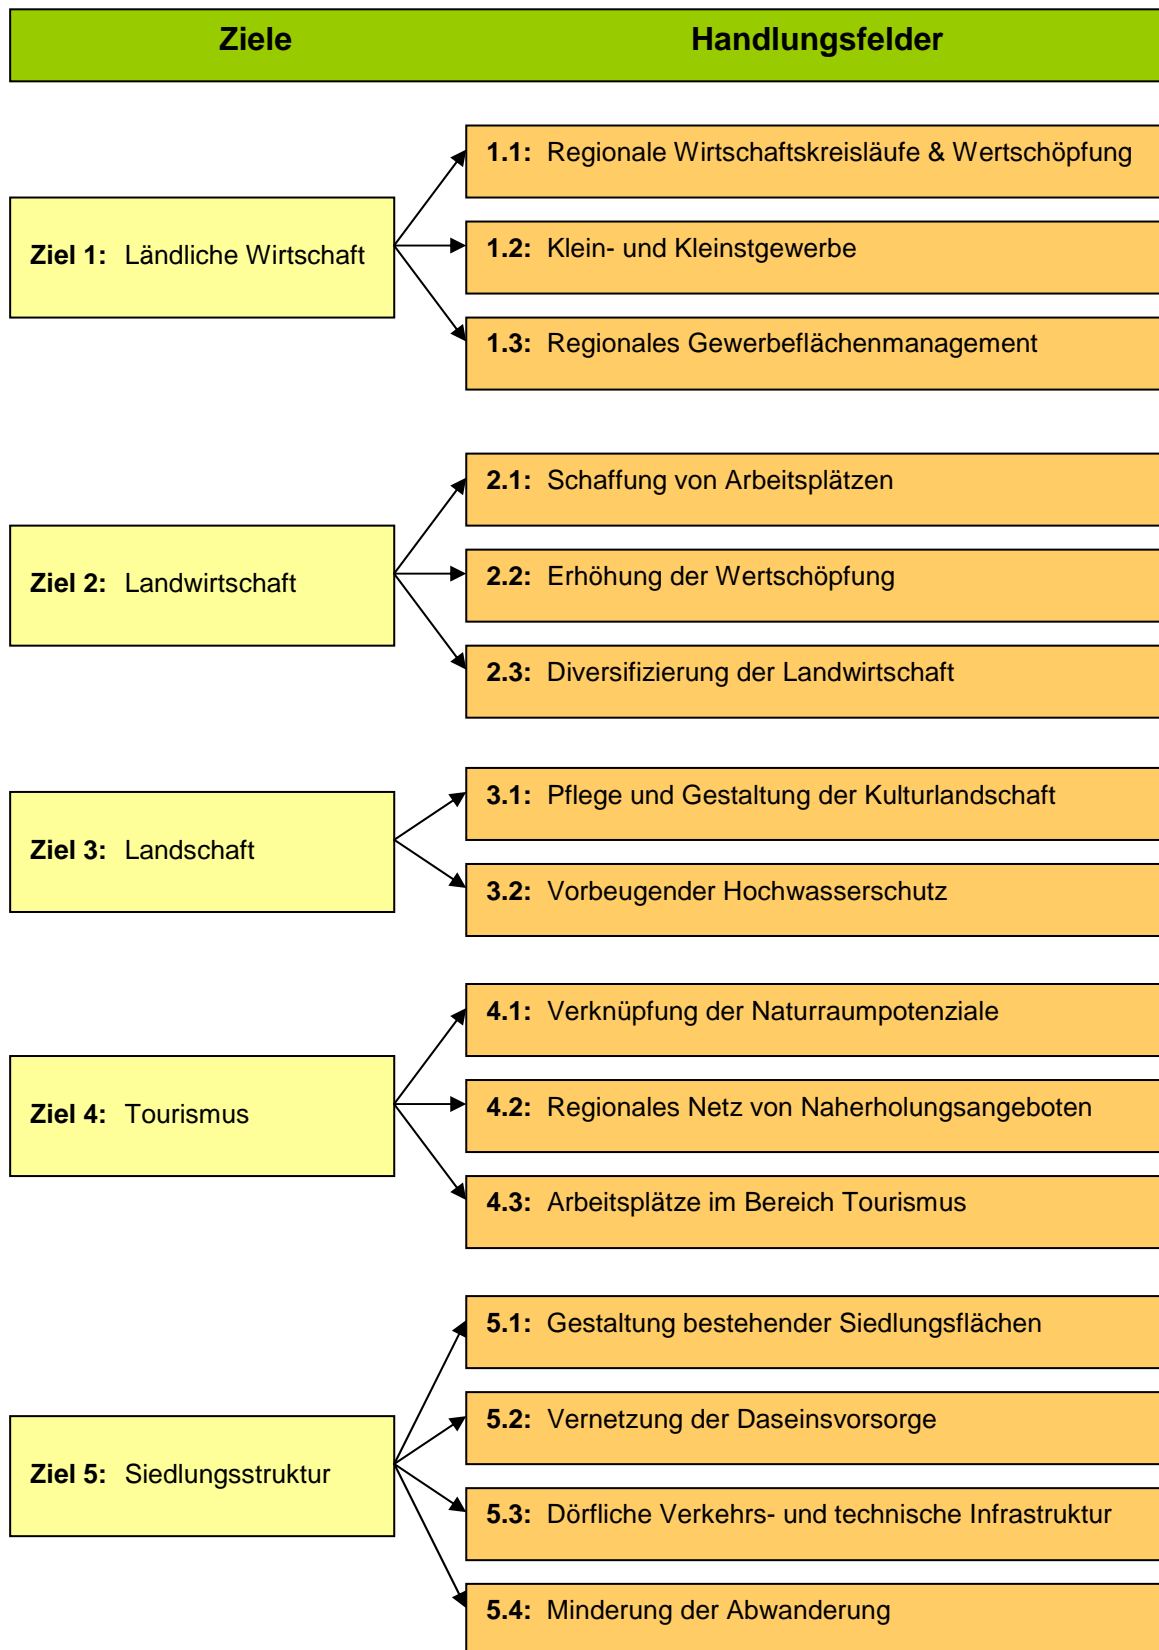 Ziele Handlungsfelder
1.1: Regionale Wirtschaftskreisläufe & Wertschöpfung
Ziel 1: Ländliche Wirtschaft
1.2: Klein- und Kleinstgewerbe
1.3: Regionales Gewerbeflächenmanagement
2.1: Schaffung von Arbeitsplätzen
Ziel 2: Landwirtschaft
2.2: Erhöhung der Wertschöpfung
2.3: Diversifizierung der Landwirtschaft
3.1: Pflege und Gestaltung der Kulturlandschaft
Ziel 3: Landschaft
3.2: Vorbeugender Hochwasserschutz
4.1: Verknüpfung der Naturraumpotenziale
Ziel 4: Tourismus
4.2: Regionales Netz von Naherholungsangeboten
4.3: Arbeitsplätze im Bereich Tourismus
5.1: Gestaltung bestehender Siedlungsflächen
5.2: Vernetzung der Daseinsvorsorge
Ziel 5: Siedlungsstruktur
5.3: Dörfliche Verkehrs- und technische Infrastruktur
5.4: Minderung der Abwanderung